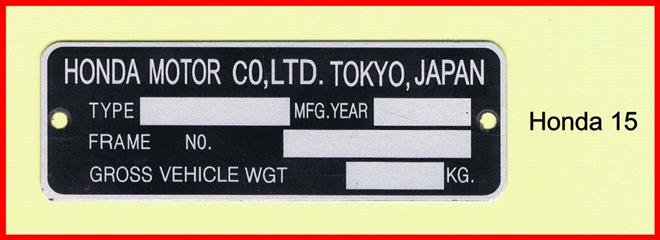 HONDA MOTOR CO,LTD. TOKYO, JAPAN
TYPE MFG.YEAR
FRAME NO.
GROSS VEHICLE WGT KG.
Honda 15